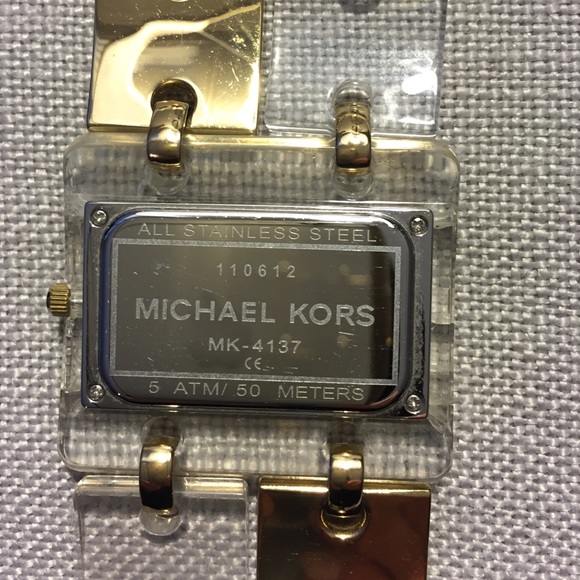 ALL STAINLESS STEEL
110612
MICHAEL KORS
MK-4137
CE
5 ATM/ 50 METERS